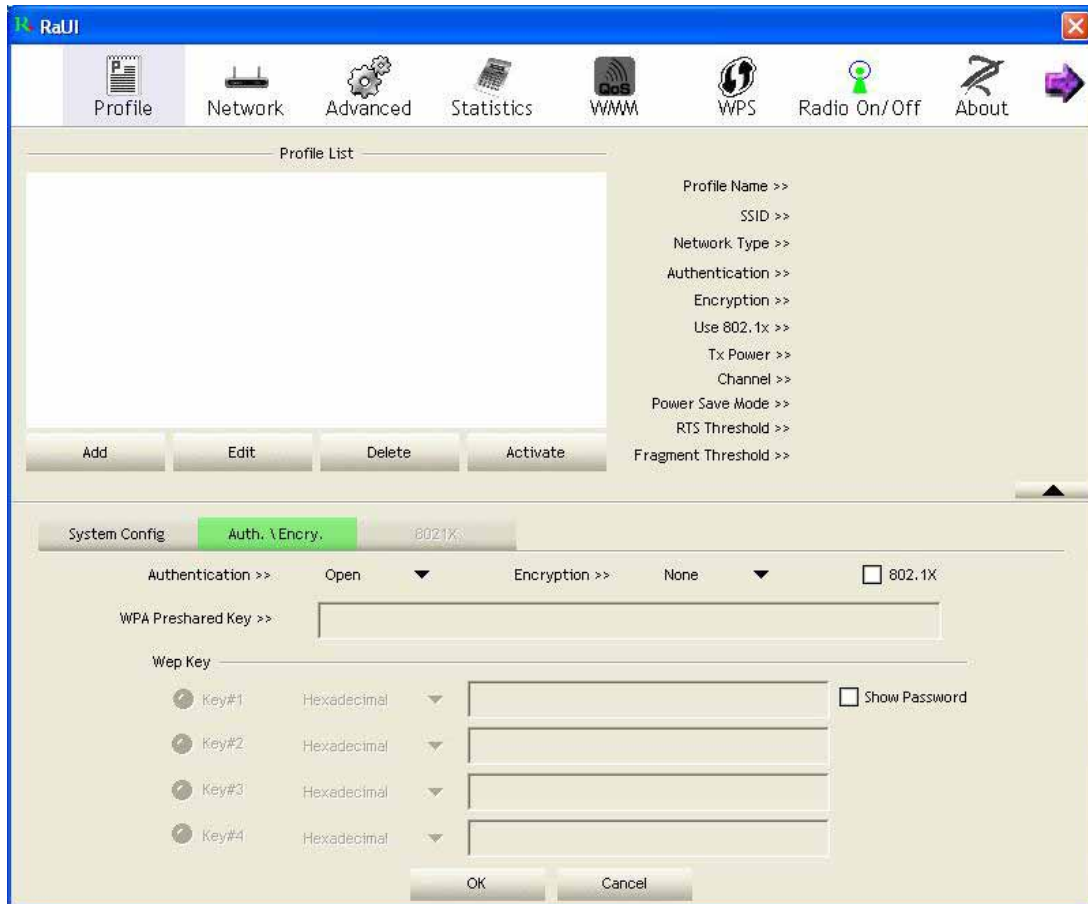 RaUI
Profile Network Advanced Statistics QoS WMM WPS Radio On/Off About
Profile List
Profile Name >>
SSID >>
Network Type >>
Authentication >>
Encryption >>
Use 802.1x >>
Tx Power >>
Channel >>
Power Save Mode >>
RTS Threshold >>
Fragment Threshold >>
Add Edit Delete Activate
System Config Auth. \ Encry. 8021X
Authentication >> Open Encryption >> None 802.1X
WPA Preshared Key >>
Wep Key
Key#1 Hexadecimal Show Password
Key#2 Hexadecimal
Key#3 Hexadecimal
Key#4 Hexadecimal
OK Cancel